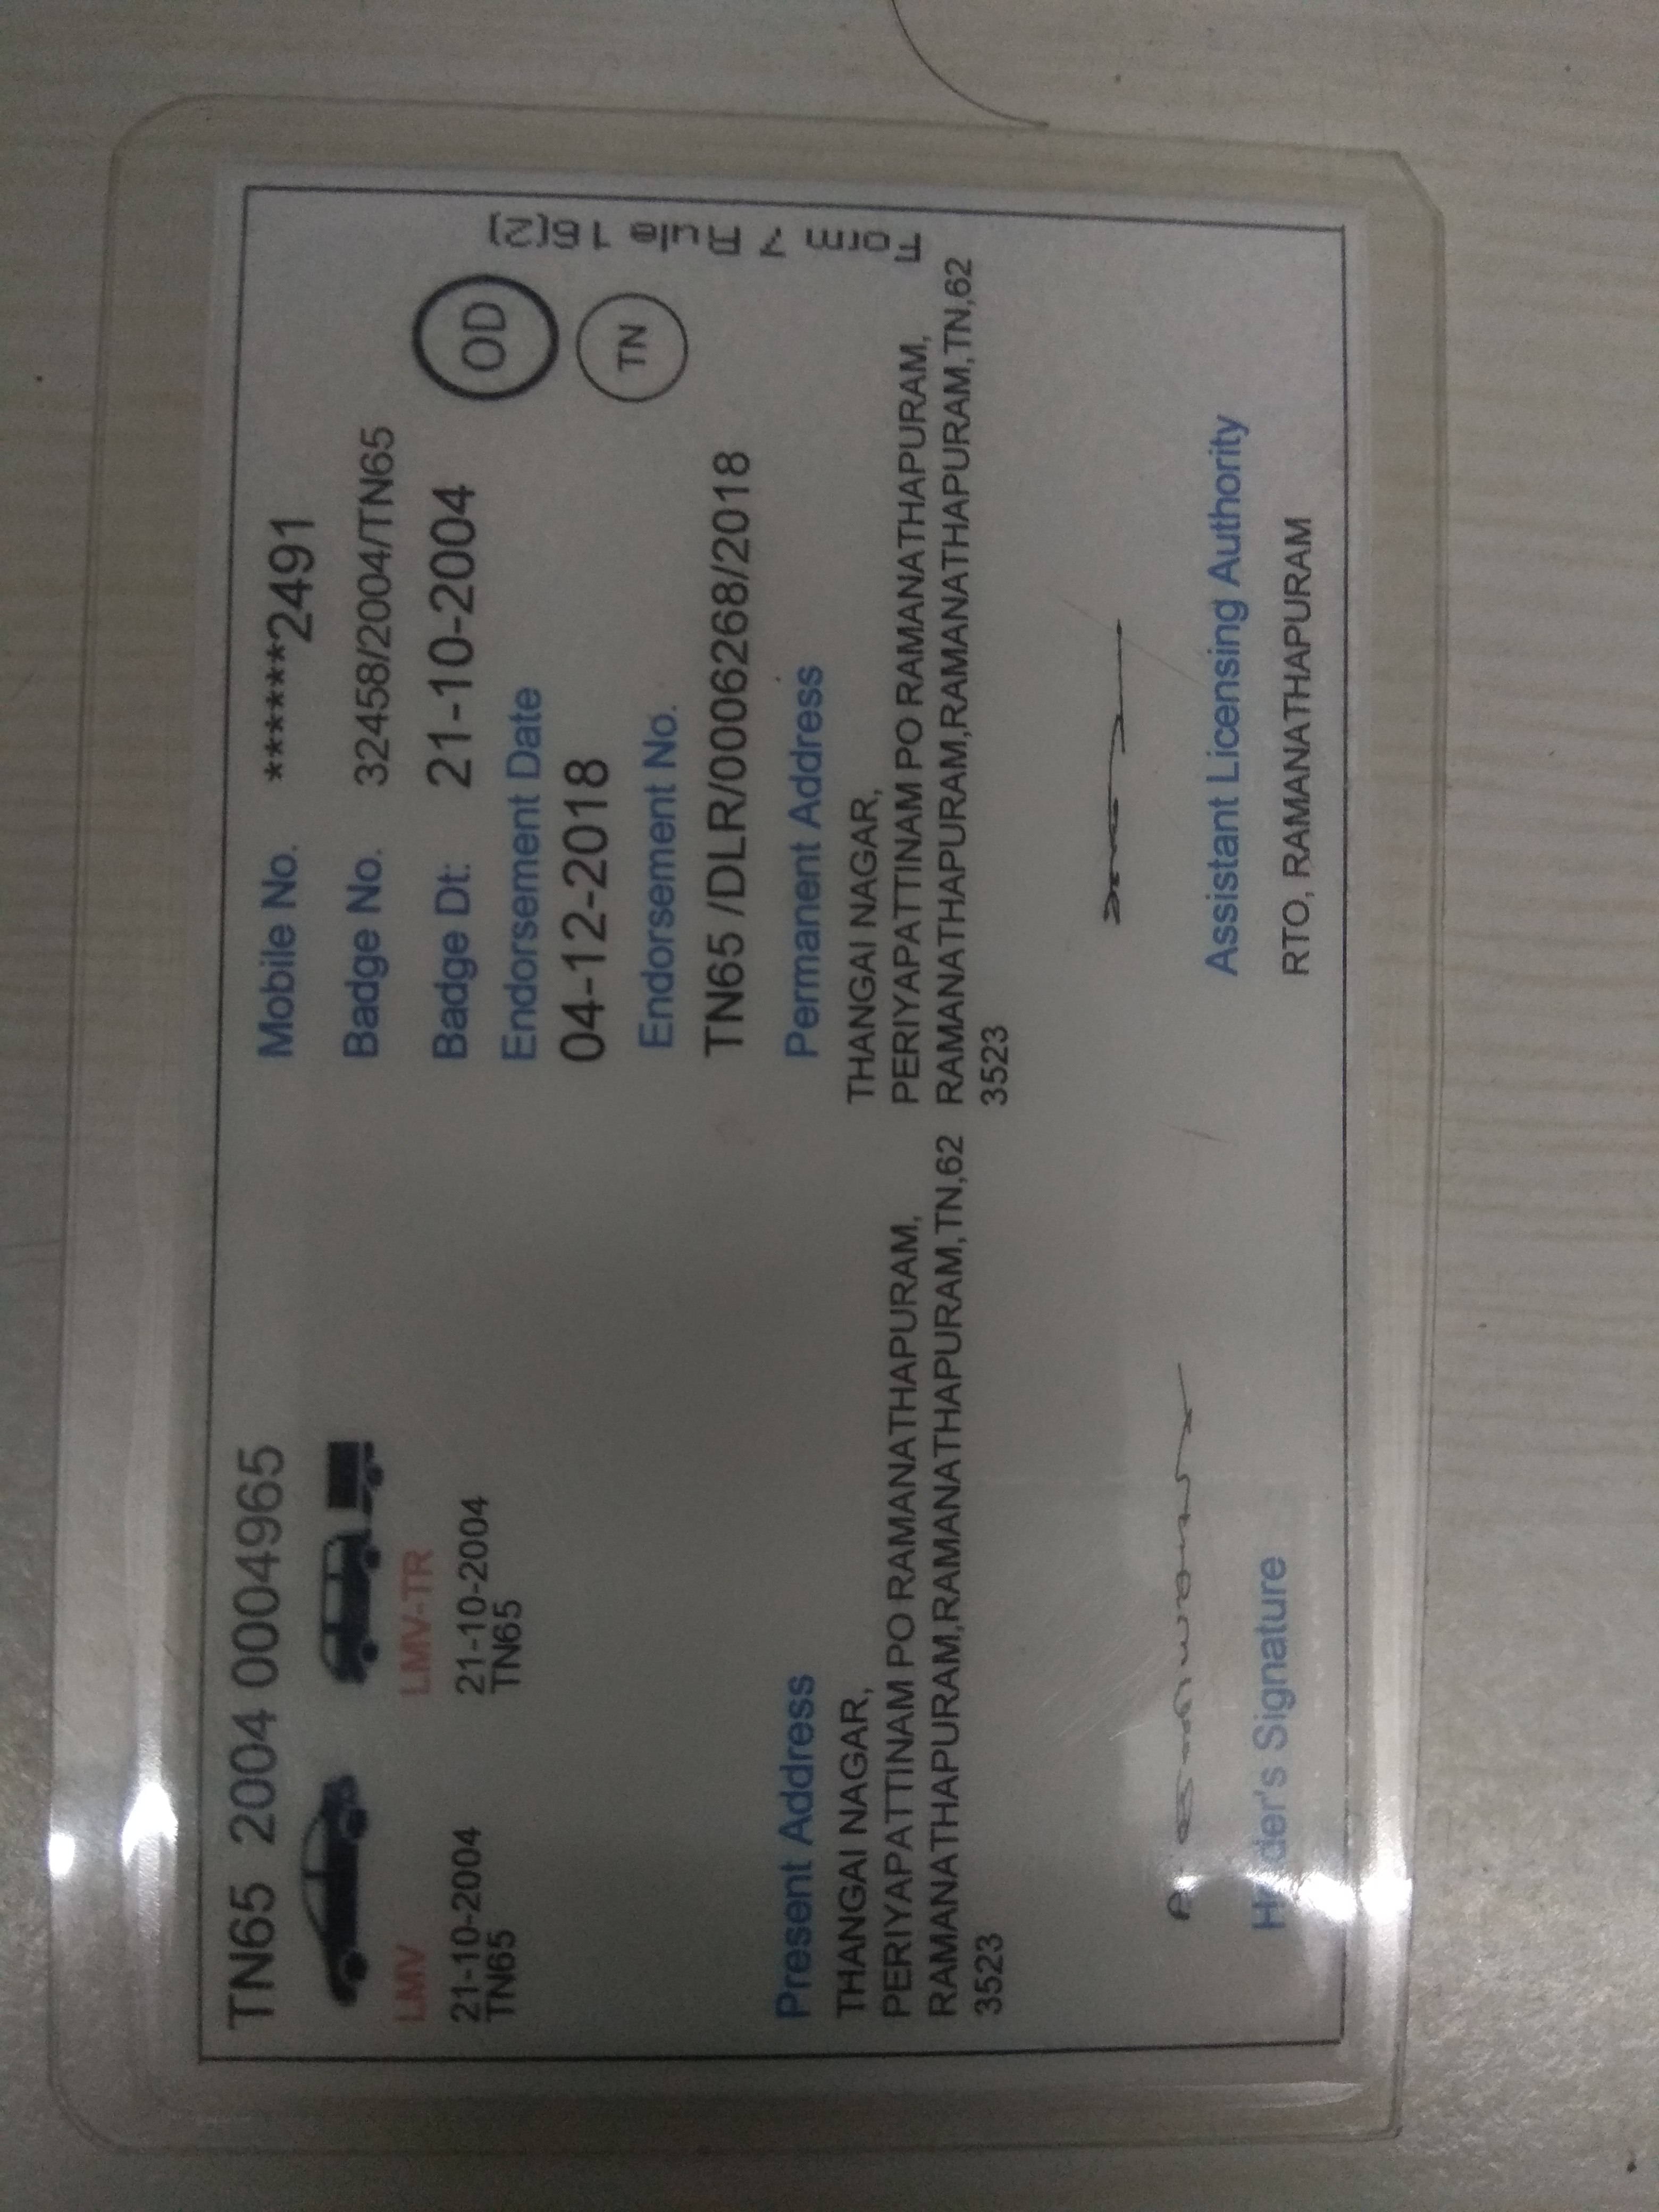 TN65 2004 0004965
LMV
21-10-2004
TN65
LMV-TR
21-10-2004
TN65
Mobile No. ******2491
Badge No. 32458/2004/TN65
Badge Dt: 21-10-2004
Endorsement Date
04-12-2018
Endorsement No.
TN65 /DLR/0006268/2018
OD
TN
Form 7 Rule 16(2)
Present Address
THANGAI NAGAR,
PERIYAPATTINAM PO RAMANATHAPURAM,
RAMANATHAPURAM,RAMANATHAPURAM,TN,62
3523
Permanent Address
THANGAI NAGAR,
PERIYAPATTINAM PO RAMANATHAPURAM,
RAMANATHAPURAM,RAMANATHAPURAM,TN,62
3523
Holder's Signature
Assistant Licensing Authority
RTO, RAMANATHAPURAM